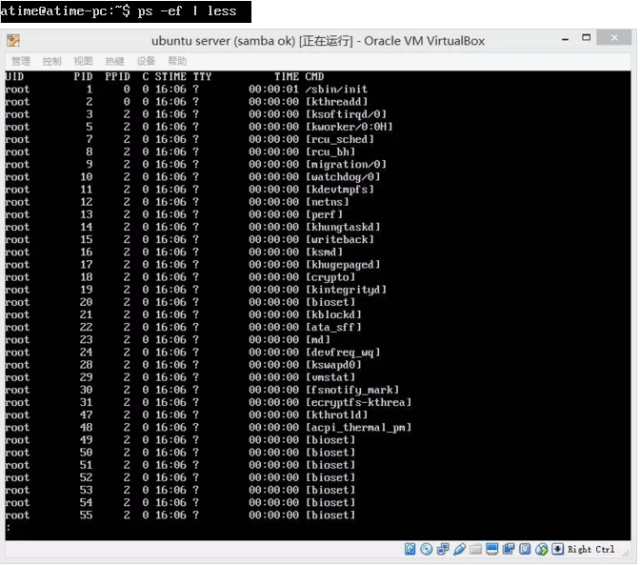 atime@atime-pc:~$ ps -ef | less
ubuntu server (samba ok) [正在运行] - Oracle VM VirtualBox
管理 控制 视图 热键 设备 帮助
UID PID PPID C STIME TTY TIME CMD
root 1 0 0 16:06 ? 00:00:01 /sbin/init
root 2 0 0 16:06 ? 00:00:00 [kthreadd]
root 3 2 0 16:06 ? 00:00:00 [ksoftirqd/0]
root 5 2 0 16:06 ? 00:00:00 [kworker/0:0H]
root 7 2 0 16:06 ? 00:00:00 [rcu_sched]
root 8 2 0 16:06 ? 00:00:00 [rcu_bh]
root 9 2 0 16:06 ? 00:00:00 [migration/0]
root 10 2 0 16:06 ? 00:00:00 [watchdog/0]
root 11 2 0 16:06 ? 00:00:00 [kdevtmpfs]
root 12 2 0 16:06 ? 00:00:00 [netns]
root 13 2 0 16:06 ? 00:00:00 [perf]
root 14 2 0 16:06 ? 00:00:00 [khungtaskd]
root 15 2 0 16:06 ? 00:00:00 [writeback]
root 16 2 0 16:06 ? 00:00:00 [ksmd]
root 17 2 0 16:06 ? 00:00:00 [khugepaged]
root 18 2 0 16:06 ? 00:00:00 [crypto]
root 19 2 0 16:06 ? 00:00:00 [kintegrityd]
root 20 2 0 16:06 ? 00:00:00 [bioset]
root 21 2 0 16:06 ? 00:00:00 [kblockd]
root 22 2 0 16:06 ? 00:00:00 [ata_sff]
root 23 2 0 16:06 ? 00:00:00 [md]
root 24 2 0 16:06 ? 00:00:00 [devfreq_wq]
root 28 2 0 16:06 ? 00:00:00 [kswapd0]
root 29 2 0 16:06 ? 00:00:00 [vmstat]
root 30 2 0 16:06 ? 00:00:00 [fsnotify_mark]
root 31 2 0 16:06 ? 00:00:00 [ecryptfs-kthrea]
root 47 2 0 16:06 ? 00:00:00 [kthrotld]
root 48 2 0 16:06 ? 00:00:00 [acpi_thermal_pm]
root 49 2 0 16:06 ? 00:00:00 [bioset]
root 50 2 0 16:06 ? 00:00:00 [bioset]
root 51 2 0 16:06 ? 00:00:00 [bioset]
root 52 2 0 16:06 ? 00:00:00 [bioset]
root 53 2 0 16:06 ? 00:00:00 [bioset]
root 54 2 0 16:06 ? 00:00:00 [bioset]
root 55 2 0 16:06 ? 00:00:00 [bioset]
:
Right Ctrl